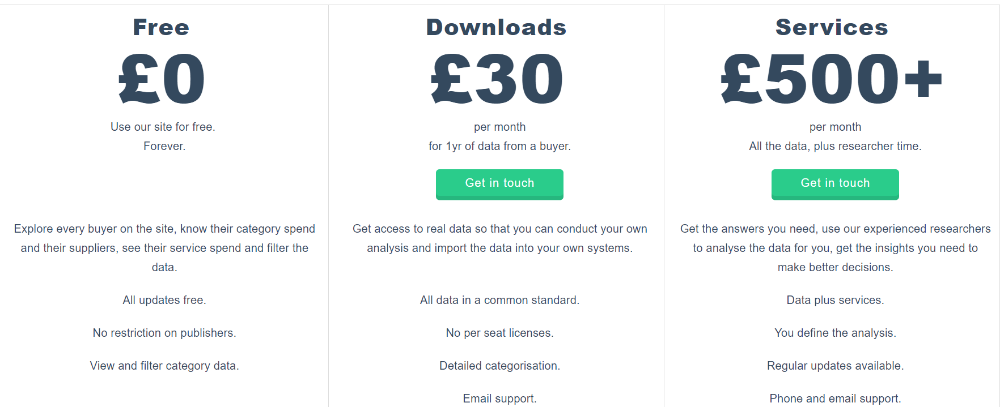 Free
£0
Use our site for free.
Forever.
Explore every buyer on the site, know their category spend
and their suppliers, see their service spend and filter the
data.
All updates free.
No restriction on publishers.
View and filter category data.
Downloads
£30
per month
for 1yr of data from a buyer.
Get in touch
Get access to real data so that you can conduct your own
analysis and import the data into your own systems.
All data in a common standard.
No per seat licenses.
Detailed categorisation.
Email support.
Services
£500+
per month
All the data, plus researcher time.
Get in touch
Get the answers you need, use our experienced researchers
to analyse the data for you, get the insights you need to
make better decisions.
Data plus services.
You define the analysis.
Regular updates available.
Phone and email support.